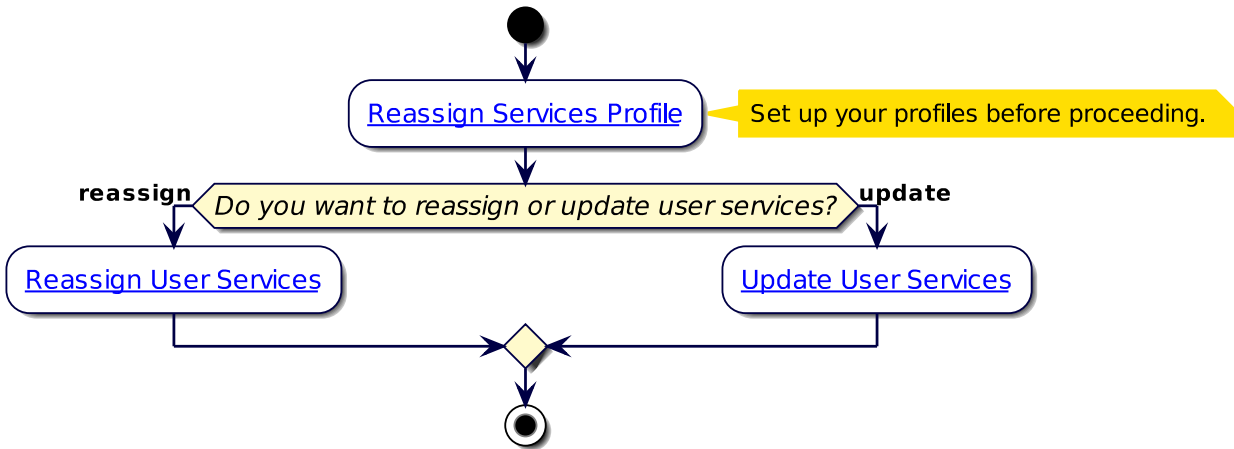 Reassign Services Profile
Set up your profiles before proceeding.
reassign
Do you want to reassign or update user services?
update
Reassign User Services
Update User Services